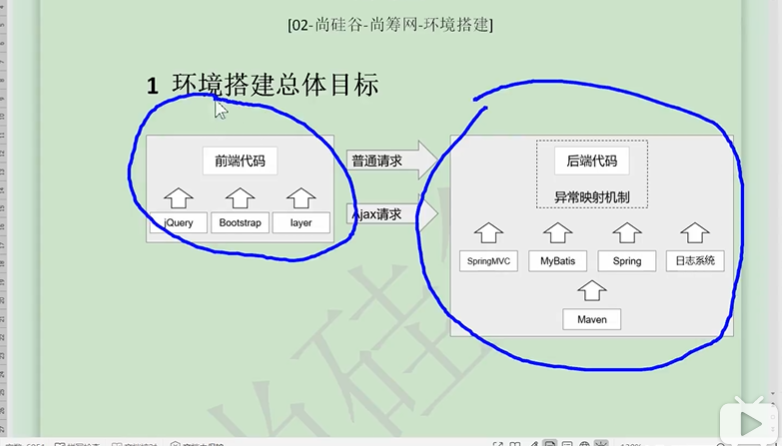 [02-尚硅谷-尚筹网-环境搭建]
1 环境搭建总体目标
前端代码
jQuery
Bootstrap
layer
普通请求
Ajax请求
后端代码
异常映射机制
SpringMVC
MyBatis
Spring
日志系统
Maven
尚硅